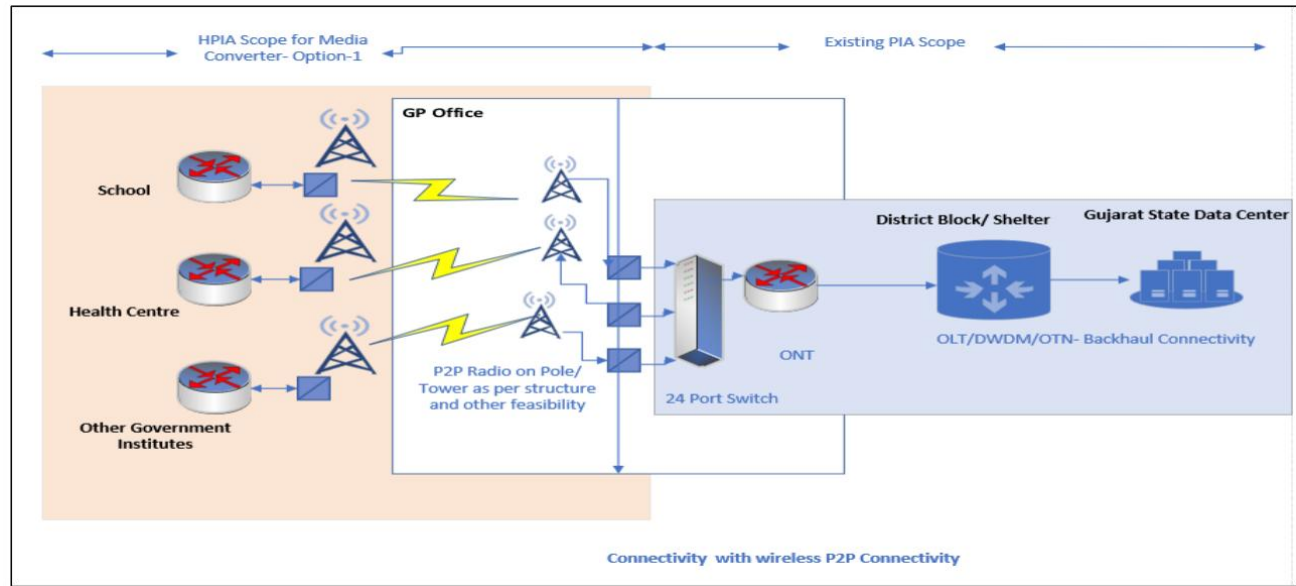 HPIA Scope for Media
Converter- Option-1
Existing PIA Scope
GP Office
School
Health Centre
Other Government
Institutes
P2P Radio on Pole/
Tower as per structure
and other feasibility
24 Port Switch
ONT
District Block/ Shelter
Gujarat State Data Center
OLT/DWDM/OTN- Backhaul Connectivity
Connectivity with wireless P2P Connectivity